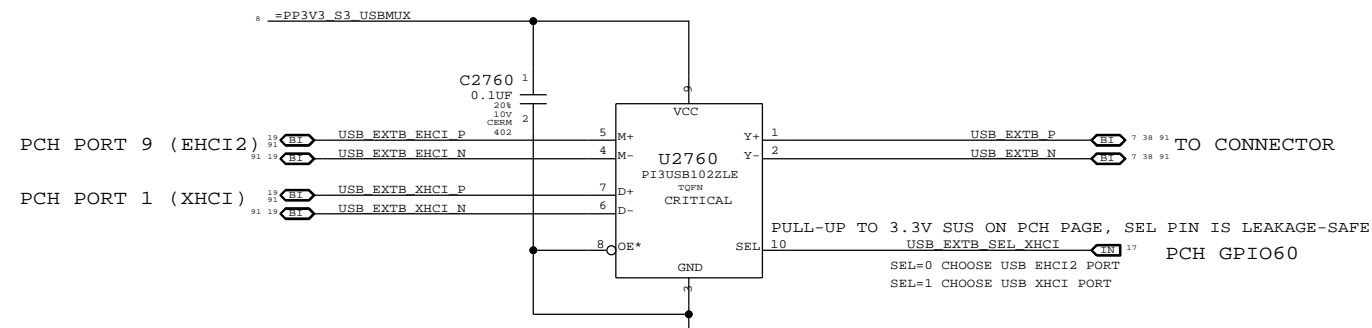 8 =PP3V3_S3_USBMUX
C2760 1
0.1UF
20%
10V
CERM
402 2
9
VCC
PCH PORT 9 (EHCI2)
19 BI USB_EXTB_EHCI_P 5 M+
91
91 19 BI USB_EXTB_EHCI_N 4 M-
PCH PORT 1 (XHCI)
19 BI USB_EXTB_XHCI_P 7 D+
91
91 19 BI USB_EXTB_XHCI_N 6 D-
U2760
PI3USB102ZLE
TQFN
CRITICAL
Y+ 1 USB_EXTB_P BI 7 38 91
Y- 2 USB_EXTB_N BI 7 38 91
TO CONNECTOR
PULL-UP TO 3.3V SUS ON PCH PAGE, SEL PIN IS LEAKAGE-SAFE
8 OE*
SEL 10 USB_EXTB_SEL_XHCI IN 17
PCH GPIO60
GND
3
SEL=0 CHOOSE USB EHCI2 PORT
SEL=1 CHOOSE USB XHCI PORT